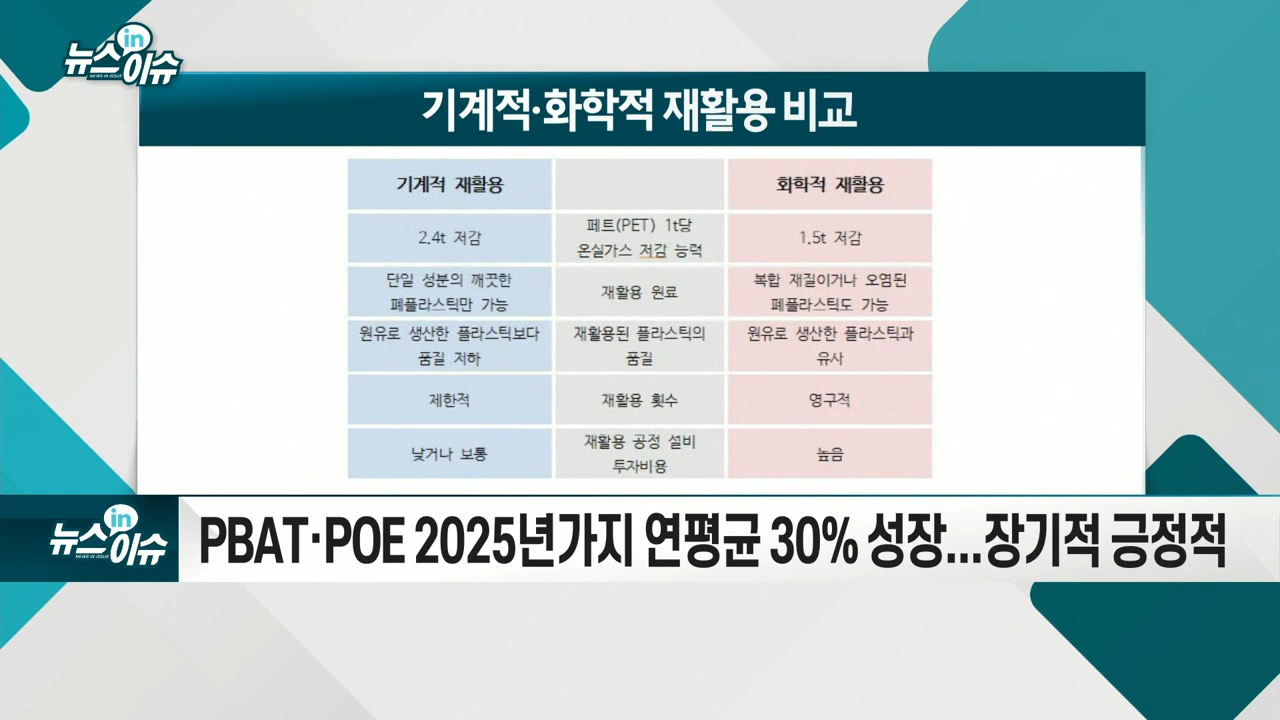 뉴스in이슈
NEWS IN ISSUE
기계적·화학적 재활용 비교
기계적 재활용
화학적 재활용
2.4t 저감
페트(PET) 1t당
온실가스 저감 능력
1.5t 저감
단일 성분의 깨끗한
폐플라스틱만 가능
재활용 원료
복합 재질이거나 오염된
폐플라스틱도 가능
원유로 생산한 플라스틱보다
품질 저하
재활용된 플라스틱의
품질
원유로 생산한 플라스틱과
유사
제한적
재활용 횟수
영구적
낮거나 보통
재활용 공정 설비
투자비용
높음
뉴스in이슈
NEWS IN ISSUE
PBAT·POE 2025년가지 연평균 30% 성장...장기적 긍정적